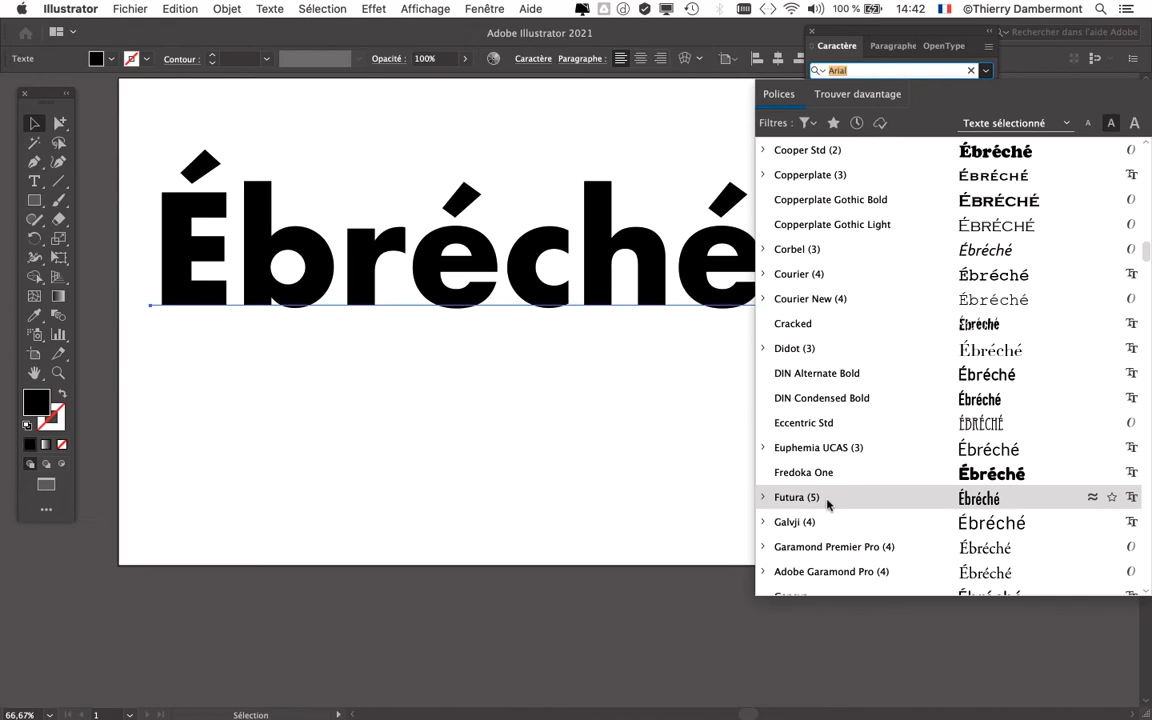 Illustrator Fichier Edition Objet Texte Sélection Effet Affichage Fenêtre Aide 100 % 14:42 ©Thierry Dambermont
Adobe Illustrator 2021
Rechercher dans l'aide Adobe
Caractère Paragraphe OpenType
Texte Contour : Opacité : 100% Caractère Paragraphe :
Arial
Polices Trouver davantage
Filtres : Texte sélectionné A A A
Cooper Std (2) Ébréché
Copperplate (3) Ébréché
Copperplate Gothic Bold Ébréché
Copperplate Gothic Light Ébréché
Corbel (3) Ébréché
Courier (4) Ébréché
Courier New (4) Ébréché
Cracked Ébréché
Didot (3) Ébréché
DIN Alternate Bold Ébréché
DIN Condensed Bold Ébréché
Eccentric Std Ébréché
Euphemia UCAS (3) Ébréché
Fredoka One Ébréché
Futura (5) Ébréché
Galvji (4) Ébréché
Garamond Premier Pro (4) Ébréché
Adobe Garamond Pro (4) Ébréché
Ébréché
66,67% 1 Sélection